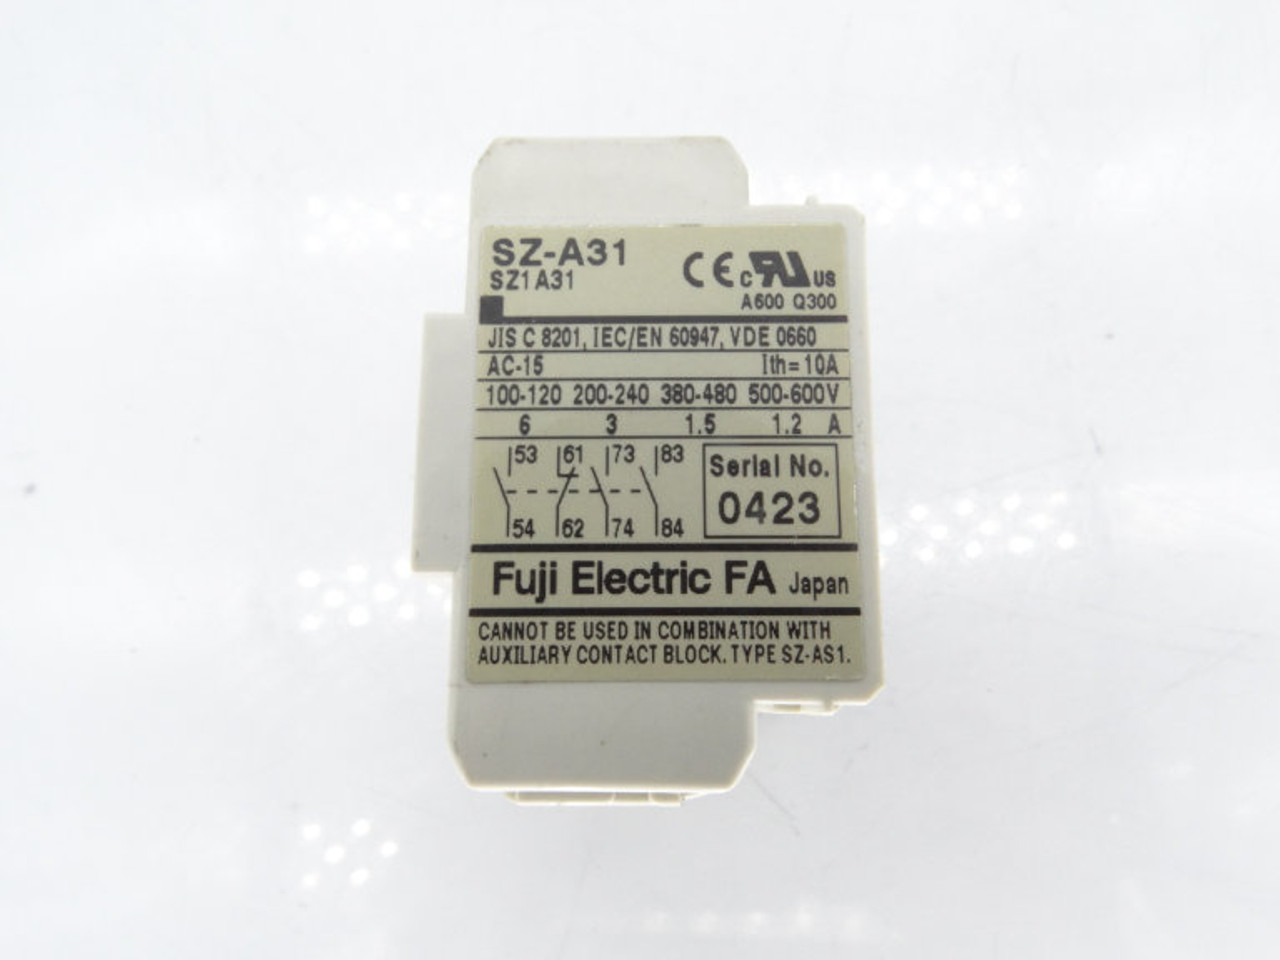 SZ-A31
SZ1A31
CE c RU US
A600 Q300
JIS C 8201, IEC/EN 60947, VDE 0660
AC-15 Ith=10A
100-120 200-240 380-480 500-600V
6 3 1.5 1.2 A
53 61 73 83
54 62 74 84
Serial No.
0423
Fuji Electric FA Japan
CANNOT BE USED IN COMBINATION WITH
AUXILIARY CONTACT BLOCK. TYPE SZ-AS1.